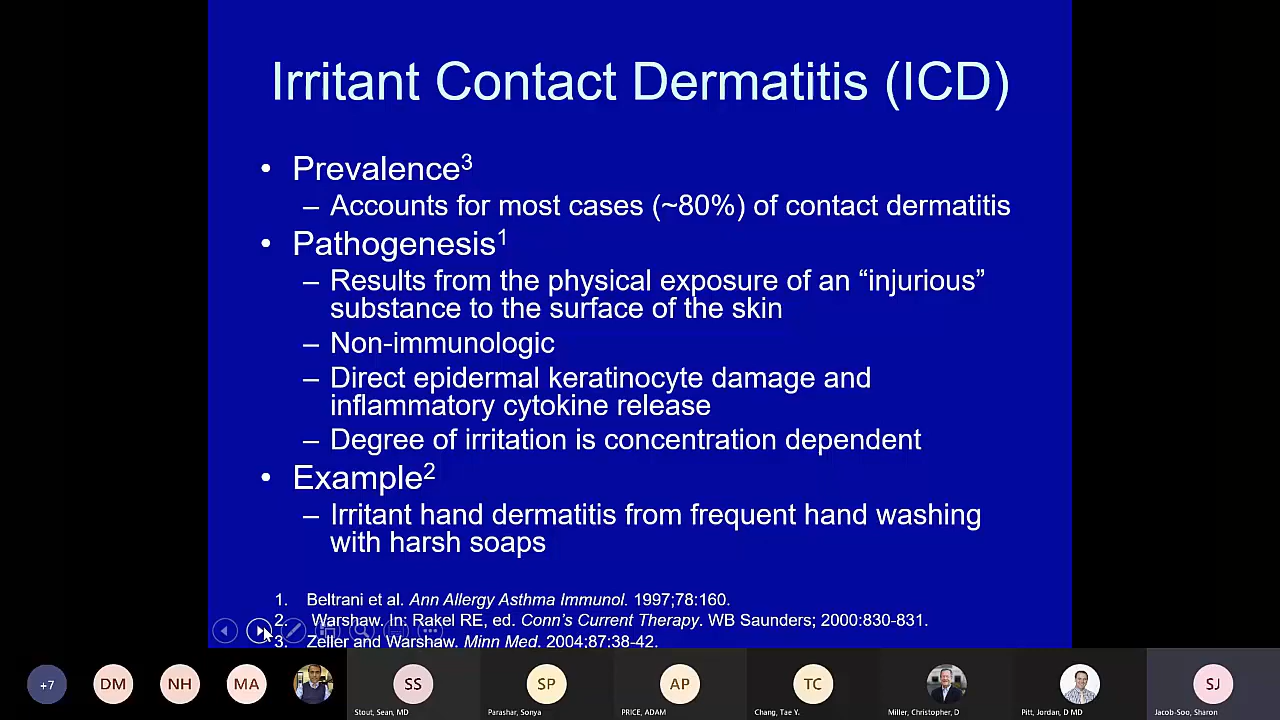 Irritant Contact Dermatitis (ICD)
• Prevalence3
– Accounts for most cases (~80%) of contact dermatitis
• Pathogenesis1
– Results from the physical exposure of an “injurious”
substance to the surface of the skin
– Non-immunologic
– Direct epidermal keratinocyte damage and
inflammatory cytokine release
– Degree of irritation is concentration dependent
• Example2
– Irritant hand dermatitis from frequent hand washing
with harsh soaps
1. Beltrani et al. Ann Allergy Asthma Immunol. 1997;78:160.
2. Warshaw. In: Rakel RE, ed. Conn's Current Therapy. WB Saunders; 2000:830-831.
3. Zeller and Warshaw. Minn Med. 2004;87:38-42.
+7 DM NH MA SS SP AP TC SJ
Stout, Sean, MD Parashar, Sonya PRICE, ADAM Chang, Tae Y. Miller, Christopher, D Pitt, Jordan, D MD Jacob-Soo, Sharon